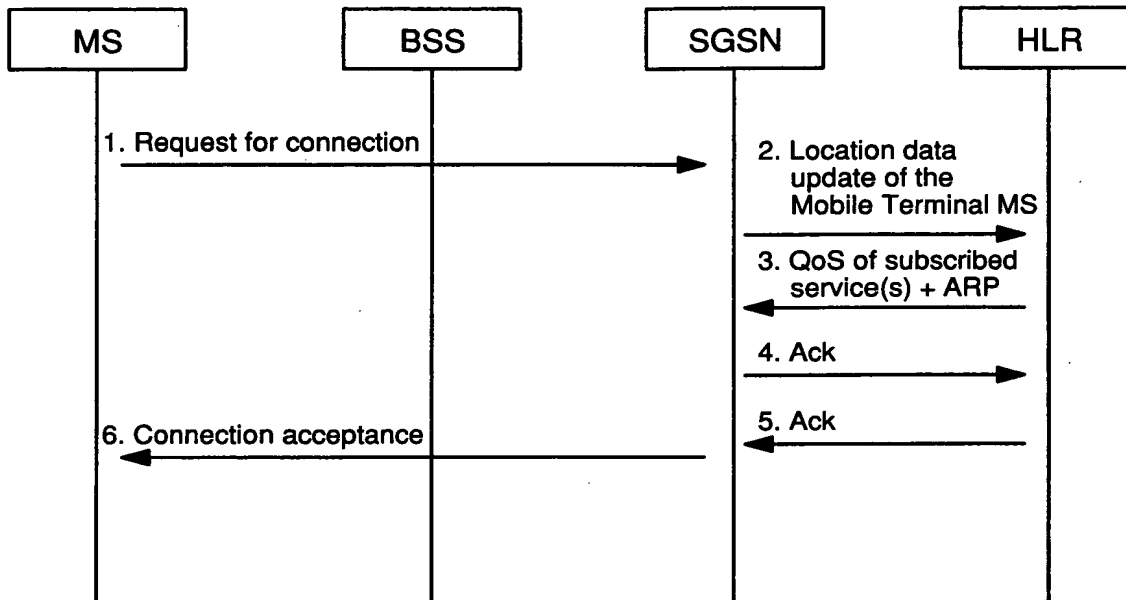 MS
BSS
SGSN
HLR
1. Request for connection
2. Location data
update of the
Mobile Terminal MS
3. QoS of subscribed
service(s) + ARP
4. Ack
5. Ack
6. Connection acceptance